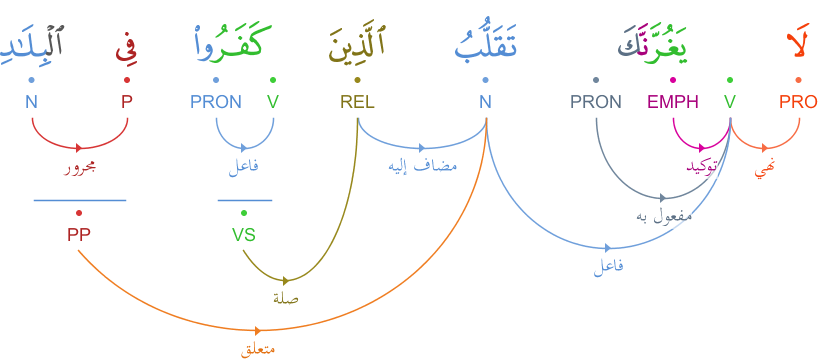 لَا يَغُرَّنَّكَ تَقَلُّبُ ٱلَّذِينَ كَفَرُوا۟ فِى ٱلْبِلَـٰدِ
PRO V EMPH PRON N REL V PRON P N
نهي توكيد مضاف إليه فاعل مجرور
مفعول به
VS PP
فاعل
صلة
متعلق